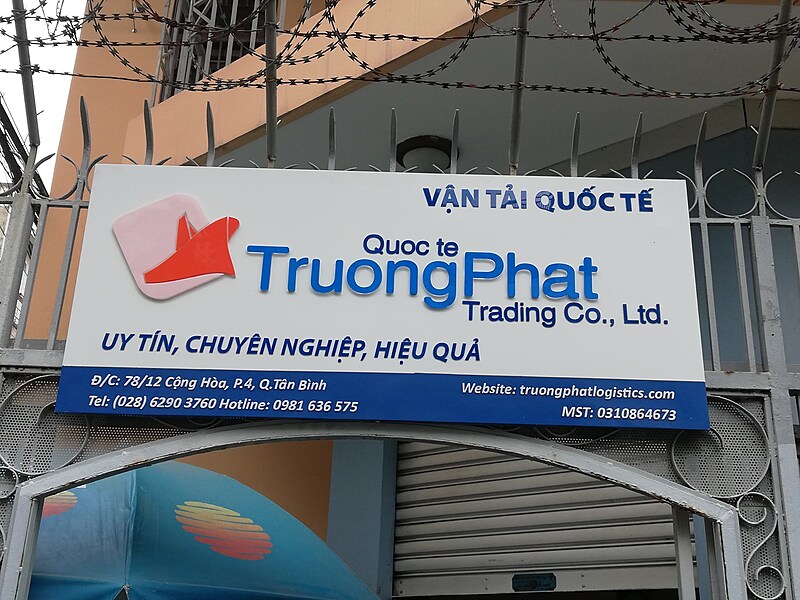 VẬN TẢI QUỐC TẾ
Quoc te
TruongPhat
Trading Co., Ltd.
UY TÍN, CHUYÊN NGHIỆP, HIỆU QUẢ
Đ/C: 78/12 Cộng Hòa, P.4, Q.Tân Bình
Tel: (028) 6290 3760 Hotline: 0981 636 575
Website: truongphatlogistics.com
MST: 0310864673